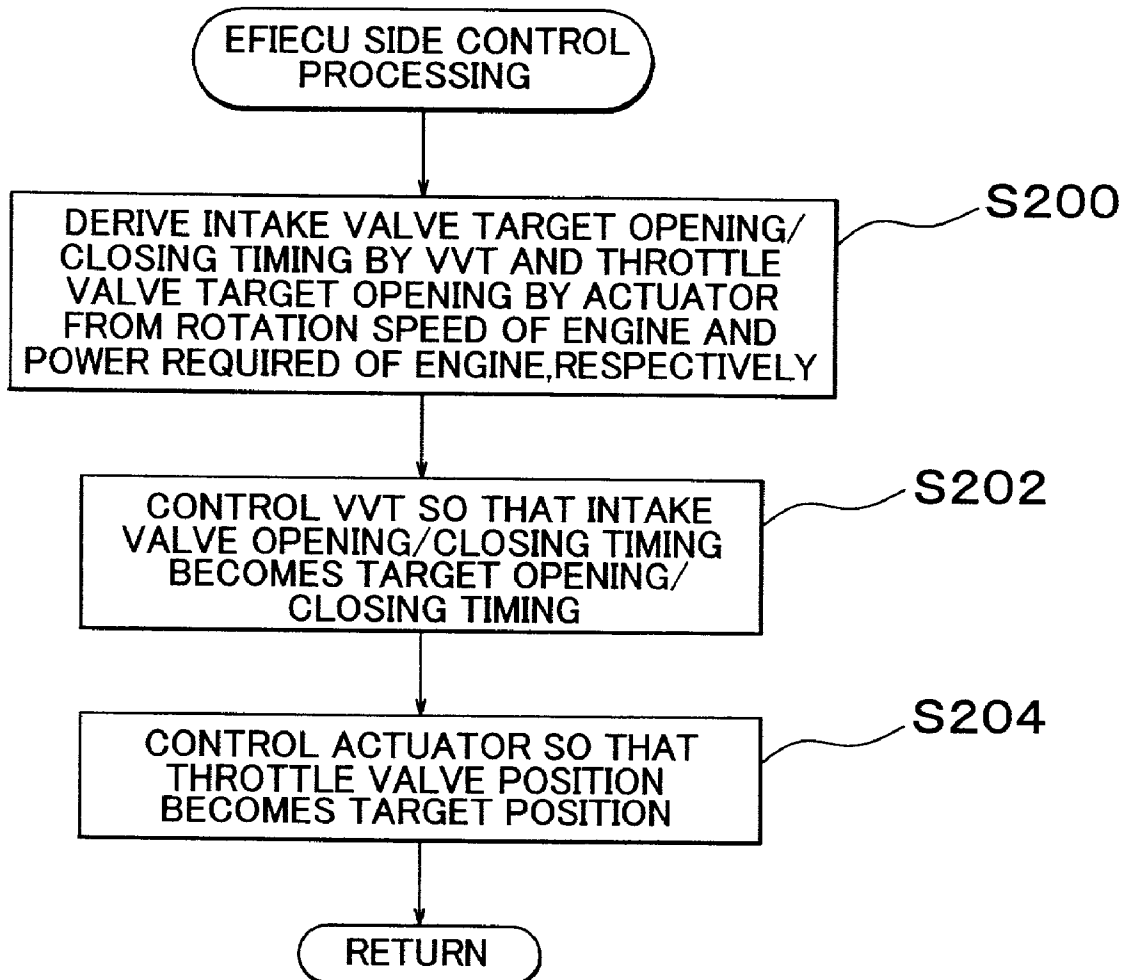 EFIECU SIDE CONTROL
PROCESSING
DERIVE INTAKE VALVE TARGET OPENING/
CLOSING TIMING BY VVT AND THROTTLE
VALVE TARGET OPENING BY ACTUATOR
FROM ROTATION SPEED OF ENGINE AND
POWER REQUIRED OF ENGINE,RESPECTIVELY
S200
CONTROL VVT SO THAT INTAKE
VALVE OPENING/CLOSING TIMING
BECOMES TARGET OPENING/
CLOSING TIMING
S202
CONTROL ACTUATOR SO THAT
THROTTLE VALVE POSITION
BECOMES TARGET POSITION
S204
RETURN